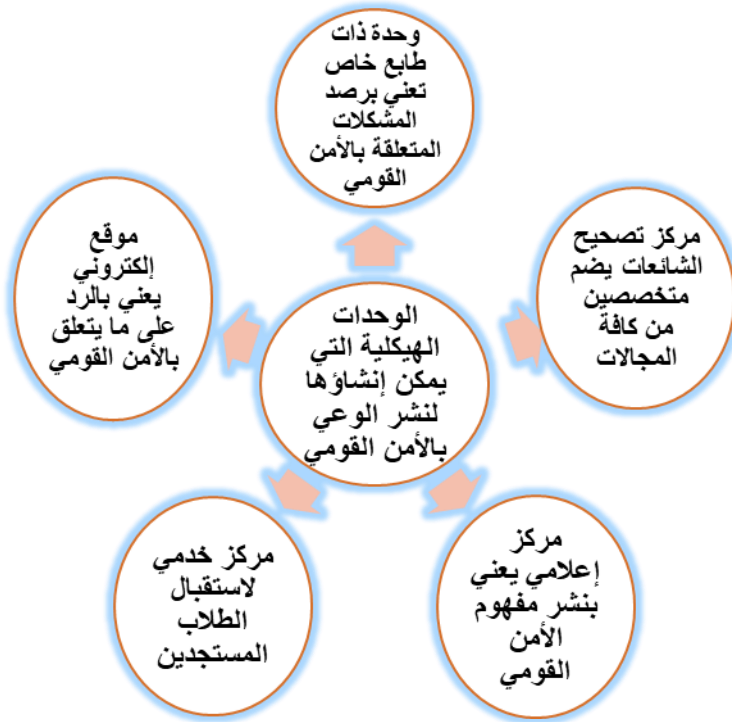 وحدة ذات
طابع خاص
تعني برصد
المشكلات
المتعلقة بالأمن
القومي
مركز تصحيح
الشائعات يضم
متخصصين
من كافة
المجالات
موقع
إلكتروني
يعني بالرد
على ما يتعلق
بالأمن القومي
الوحدات
الهيكلية التي
يمكن إنشاؤها
لنشر الوعي
بالأمن القومي
مركز
إعلامي يعني
بنشر مفهوم
الأمن
القومي
مركز خدمي
لاستقبال
الطلاب
المستجدين